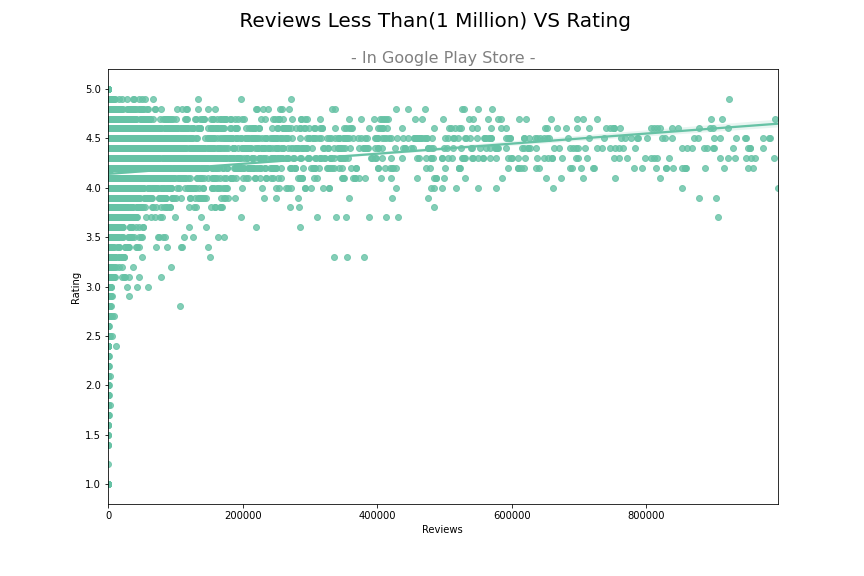 Reviews Less Than(1 Million) VS Rating
- In Google Play Store -
5.0
4.5
4.0
3.5
3.0
2.5
2.0
1.5
1.0
Rating
0 200000 400000 600000 800000
Reviews